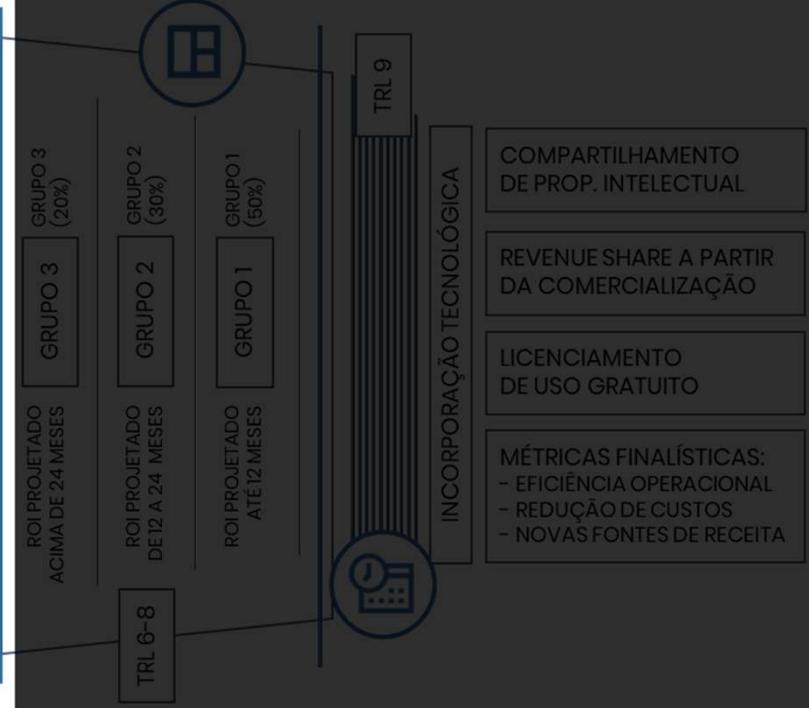 GRUPO 3
(20%)
GRUPO 3
ROI PROJETADO
ACIMA DE 24 MESES
GRUPO 2
(30%)
GRUPO 2
ROI PROJETADO
DE 12 A 24 MESES
TRL 6-8
GRUPO 1
(50%)
GRUPO 1
ROI PROJETADO
ATÉ 12 MESES
TRL 9
INCORPORAÇÃO TECNOLÓGICA
COMPARTILHAMENTO
DE PROP. INTELECTUAL
REVENUE SHARE A PARTIR
DA COMERCIALIZAÇÃO
LICENCIAMENTO
DE USO GRATUITO
MÉTRICAS FINALÍSTICAS:
- EFICIÊNCIA OPERACIONAL
- REDUÇÃO DE CUSTOS
- NOVAS FONTES DE RECEITA